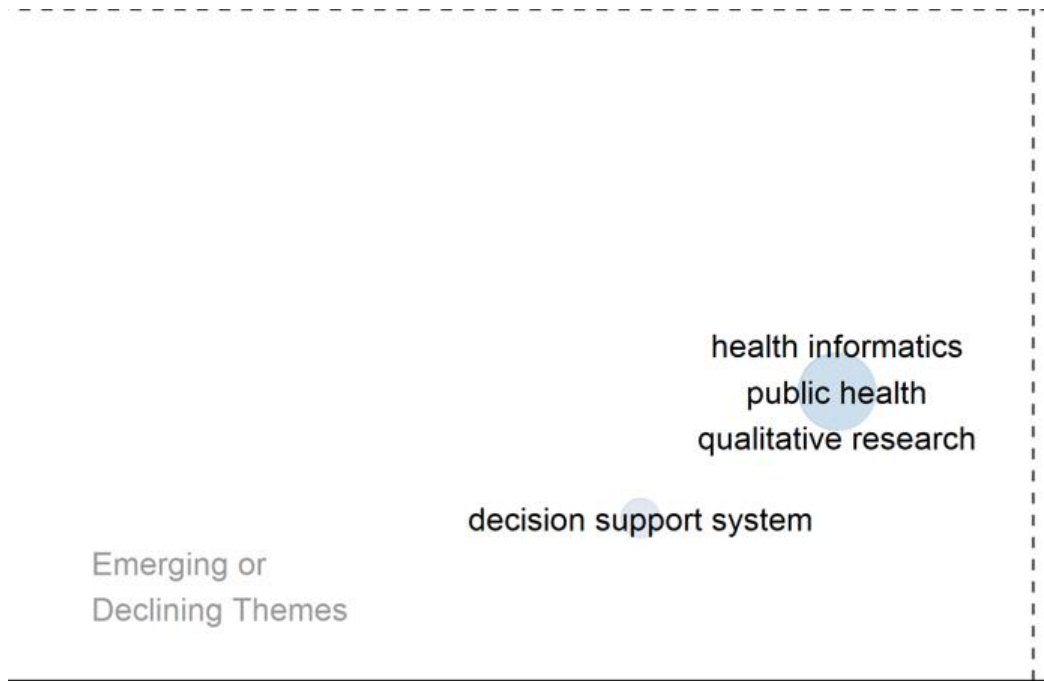 health informatics
public health
qualitative research
decision support system
Emerging or
Declining Themes